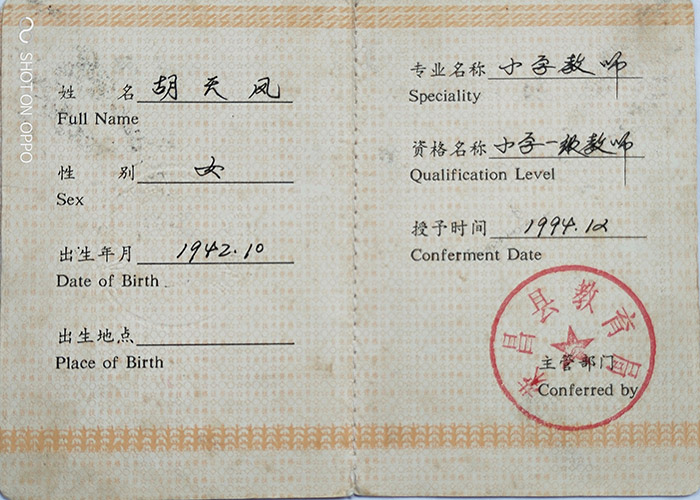 SHOT ON OPPO
姓 名 胡天凤
Full Name
性 别 女
Sex
出生年月 1942.10
Date of Birth
出生地点
Place of Birth
专业名称 小学教师
Speciality
资格名称 小学一级教师
Qualification Level
授予时间 1994.12
Conferment Date
荣昌县教育局
主管部门
Conferred by